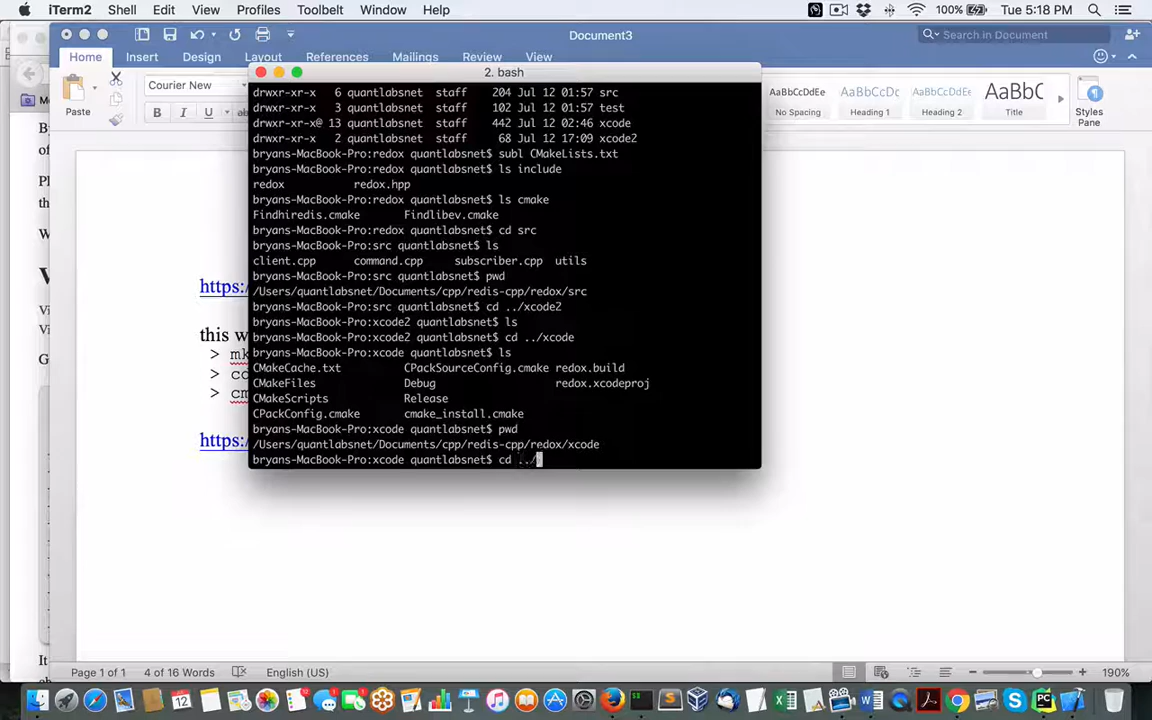 iTerm2 Shell Edit View Profiles Toolbelt Window Help
100% Tue 5:18 PM
Document3
Search in Document
Home Insert Design Layout References Mailings Review View
Paste
Courier New
B I U
AaBbCcDdEe AaBbCcDc AaBbCcDdEe AaBbC
No Spacing Heading 1 Heading 2 Title
Styles
Pane
2. bash
drwxr-xr-x 6 quantlabsnet staff 204 Jul 12 01:57 src
drwxr-xr-x 3 quantlabsnet staff 102 Jul 12 01:57 test
drwxr-xr-x@ 13 quantlabsnet staff 442 Jul 12 02:46 xcode
drwxr-xr-x 2 quantlabsnet staff 68 Jul 12 17:09 xcode2
bryans-MacBook-Pro:redox quantlabsnet$ subl CMakeLists.txt
bryans-MacBook-Pro:redox quantlabsnet$ ls include
redox redox.hpp
bryans-MacBook-Pro:redox quantlabsnet$ ls cmake
Findhiredis.cmake Findlibev.cmake
bryans-MacBook-Pro:redox quantlabsnet$ cd src
bryans-MacBook-Pro:src quantlabsnet$ ls
client.cpp command.cpp subscriber.cpp utils
bryans-MacBook-Pro:src quantlabsnet$ pwd
/Users/quantlabsnet/Documents/cpp/redis-cpp/redox/src
bryans-MacBook-Pro:src quantlabsnet$ cd ../xcode2
bryans-MacBook-Pro:xcode2 quantlabsnet$ ls
bryans-MacBook-Pro:xcode2 quantlabsnet$ cd ../xcode
bryans-MacBook-Pro:xcode quantlabsnet$ ls
CMakeCache.txt CPackSourceConfig.cmake redox.build
CMakeFiles Debug redox.xcodeproj
CMakeScripts Release
CPackConfig.cmake cmake_install.cmake
bryans-MacBook-Pro:xcode quantlabsnet$ pwd
/Users/quantlabsnet/Documents/cpp/redis-cpp/redox/xcode
bryans-MacBook-Pro:xcode quantlabsnet$ cd ../
https:/
this w
> mk
> cd
> cm
https:/
Page 1 of 1 4 of 16 Words English (US) 190%